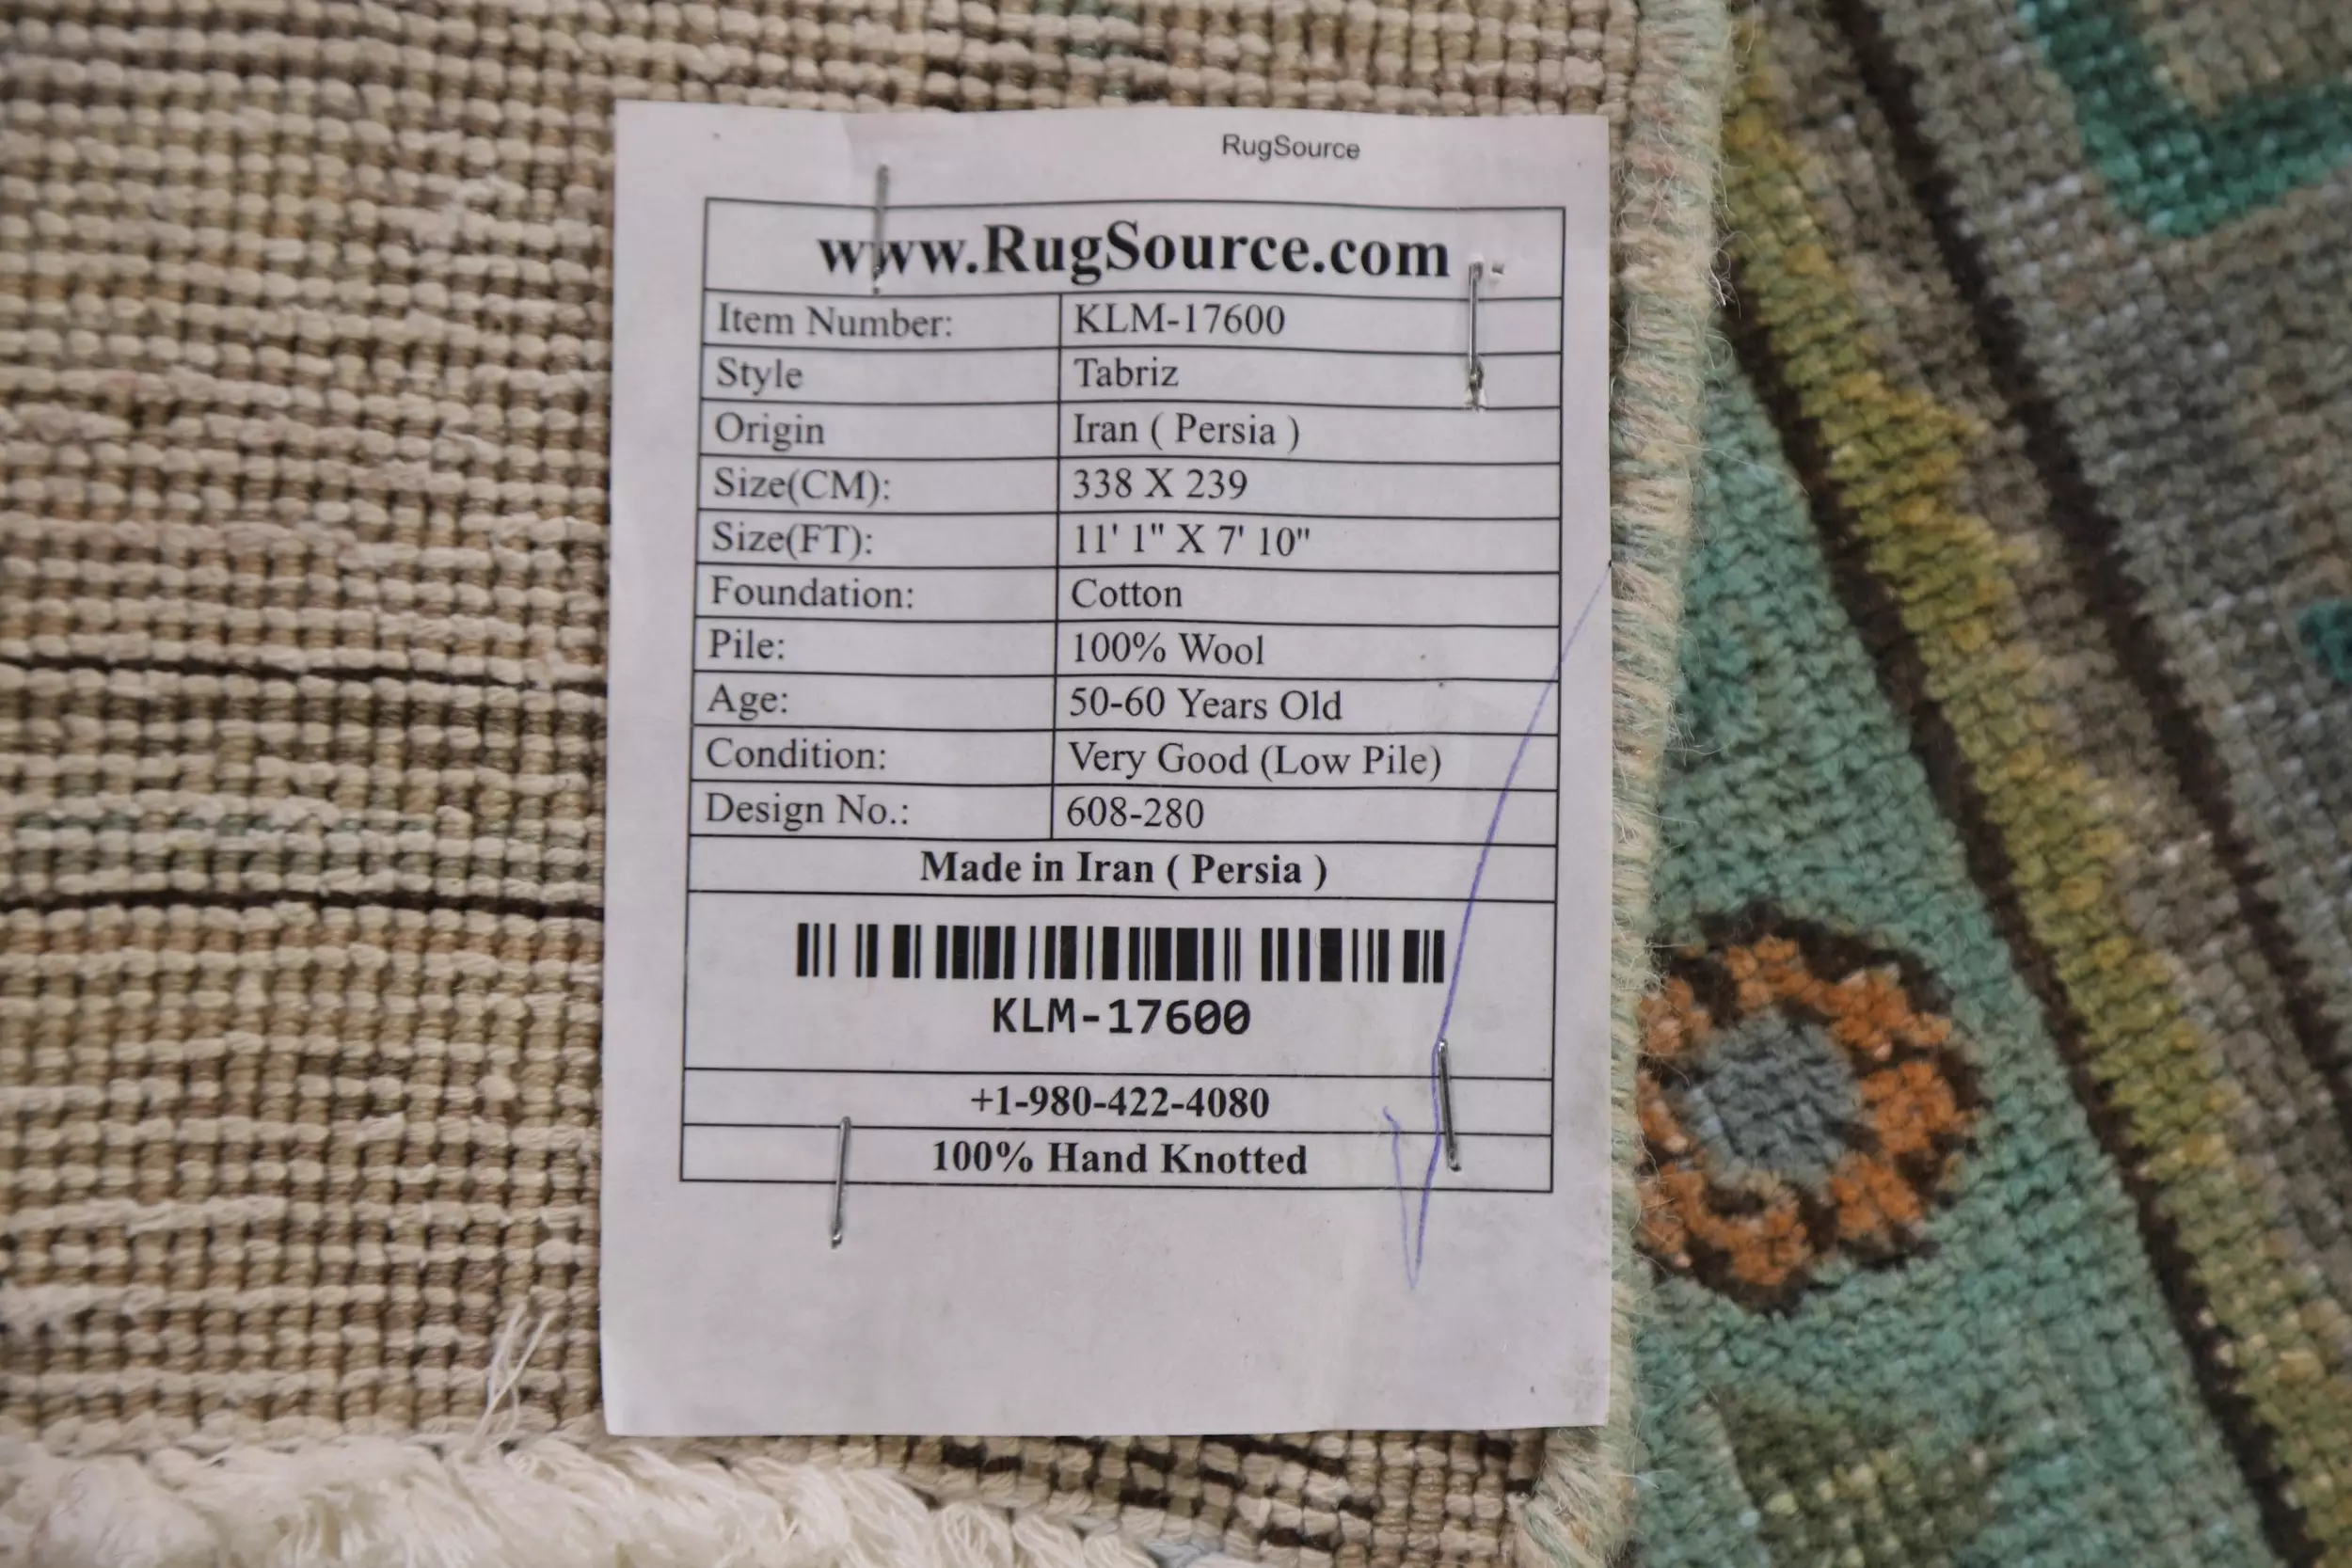 RugSource
www.RugSource.com
Item Number: KLM-17600
Style Tabriz
Origin Iran ( Persia )
Size(CM): 338 X 239
Size(FT): 11' 1" X 7' 10"
Foundation: Cotton
Pile: 100% Wool
Age: 50-60 Years Old
Condition: Very Good (Low Pile)
Design No.: 608-280
Made in Iran ( Persia )
KLM-17600
+1-980-422-4080
100% Hand Knotted